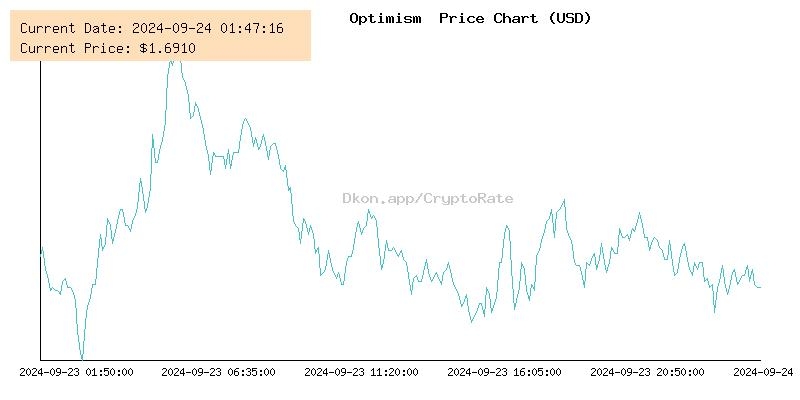 Optimism  Price Chart (USD)
Current Date: 2024-09-24 01:47:16
Current Price: $1.6910
Dkon.app/CryptoRate
2024-09-23 01:50:00 2024-09-23 06:35:00 2024-09-23 11:20:00 2024-09-23 16:05:00 2024-09-23 20:50:00 2024-09-24